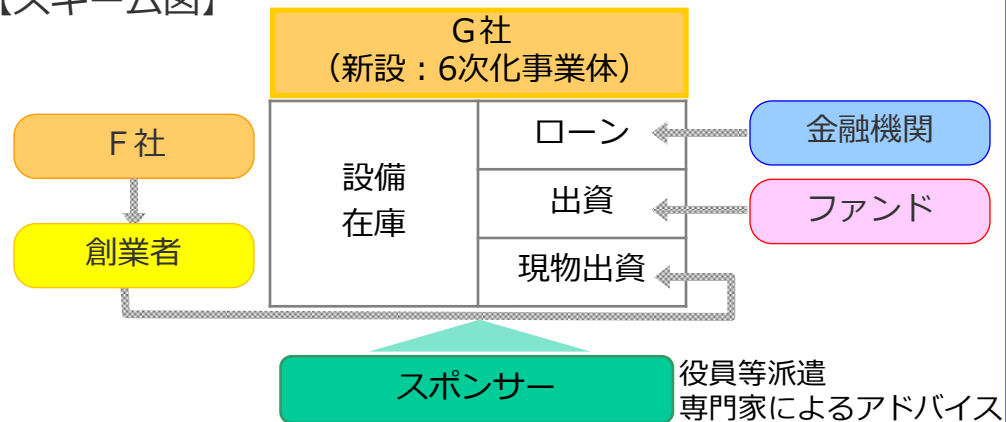 【スキーム図】
G社
（新設：6次化事業体）
F社
創業者
設備
在庫
ローン
出資
現物出資
金融機関
ファンド
スポンサー
役員等派遣
専門家によるアドバイス